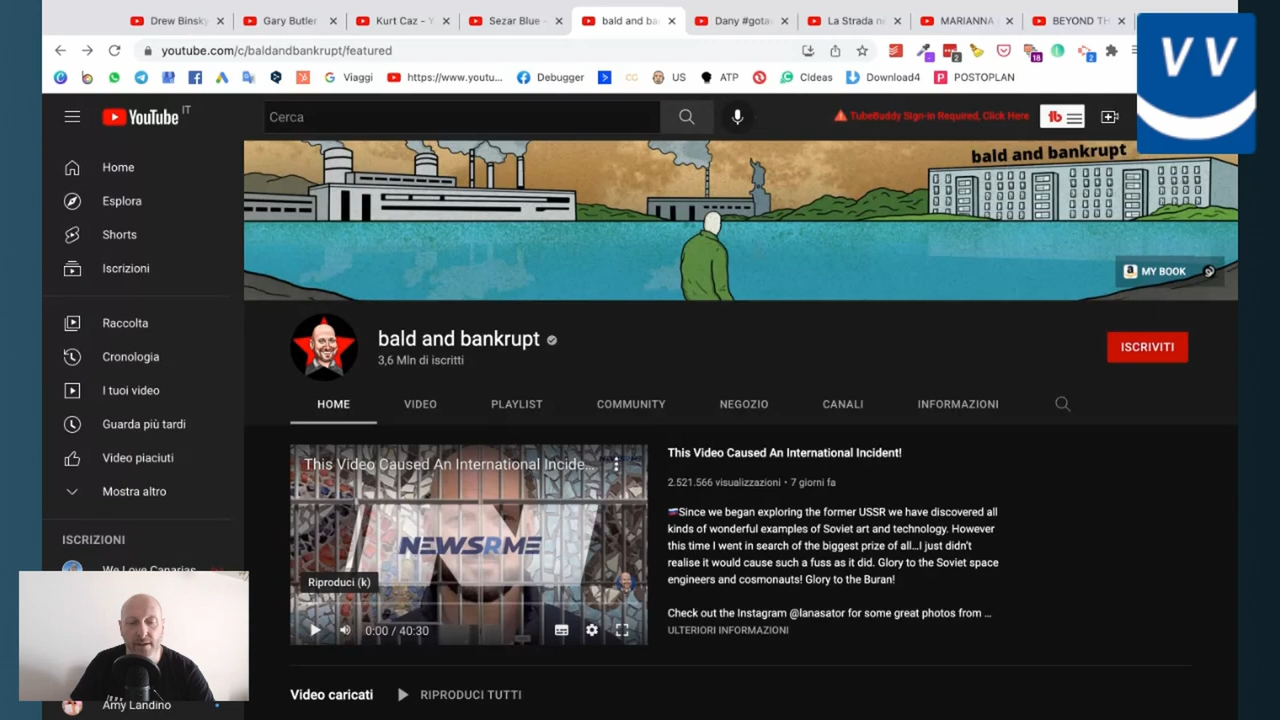 Drew Binsky
Gary Butler
Kurt Caz - Y
Sezar Blue -
bald and ba
Dany #gota
La Strada n
MARIANNA
BEYOND TH
youtube.com/c/baldandbankrupt/featured
2
18
2
Viaggi
https://www.youtu...
Debugger
CC
US
ATP
CIdeas
Download4
POSTOPLAN
VV
YouTube IT
Cerca
TubeBuddy Sign-in Required, Click Here
tb
Home
Esplora
Shorts
Iscrizioni
Raccolta
Cronologia
I tuoi video
Guarda più tardi
Video piaciuti
Mostra altro
ISCRIZIONI
We Love Canarias
Amy Landino
bald and bankrupt
MY BOOK
bald and bankrupt
3,6 Mln di iscritti
ISCRIVITI
HOME
VIDEO
PLAYLIST
COMMUNITY
NEGOZIO
CANALI
INFORMAZIONI
This Video Caused An International Incide...
NEWSRME
Riproduci (k)
0:00 / 40:30
This Video Caused An International Incident!
2.521.566 visualizzazioni • 7 giorni fa
Since we began exploring the former USSR we have discovered all
kinds of wonderful examples of Soviet art and technology. However
this time I went in search of the biggest prize of all...I just didn't
realise it would cause such a fuss as it did. Glory to the Soviet space
engineers and cosmonauts! Glory to the Buran!
Check out the Instagram @lanasator for some great photos from ...
ULTERIORI INFORMAZIONI
Video caricati
RIPRODUCI TUTTI